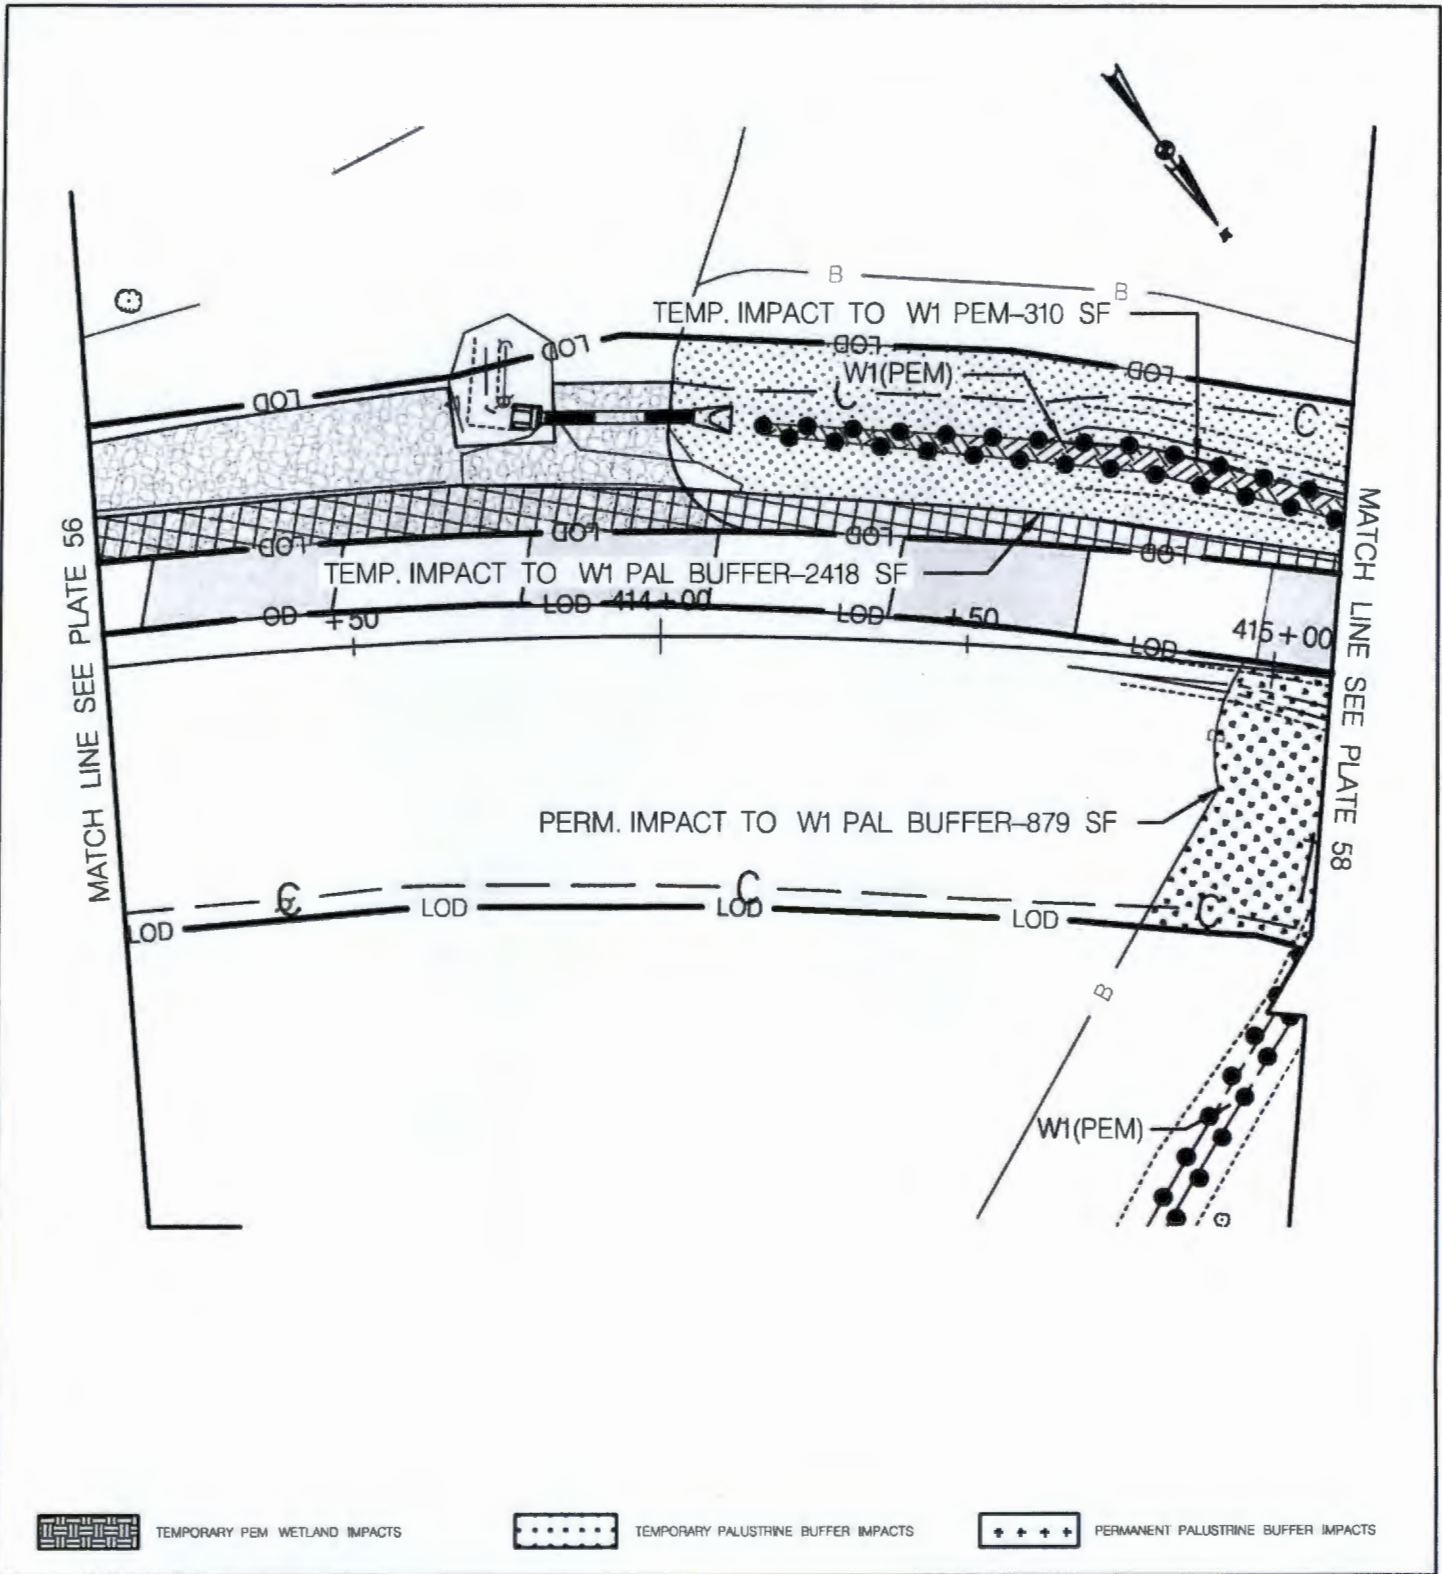 B
B
TEMP. IMPACT TO W1 PEM-310 SF
LOD
LOD
W1(PEM)
LOD
LOD
C
C
MATCH LINE SEE PLATE 56
MATCH LINE SEE PLATE 58
LOD
LOD
LOD
LOD
TEMP. IMPACT TO W1 PAL BUFFER-2418 SF
OD
+50
LOD
414+00
LOD
+50
LOD
415+00
B
PERM. IMPACT TO W1 PAL BUFFER-879 SF
C
C
C
LOD
LOD
LOD
LOD
B
W1(PEM)
TEMPORARY PEM WETLAND IMPACTS
TEMPORARY PALUSTRINE BUFFER IMPACTS
PERMANENT PALUSTRINE BUFFER IMPACTS